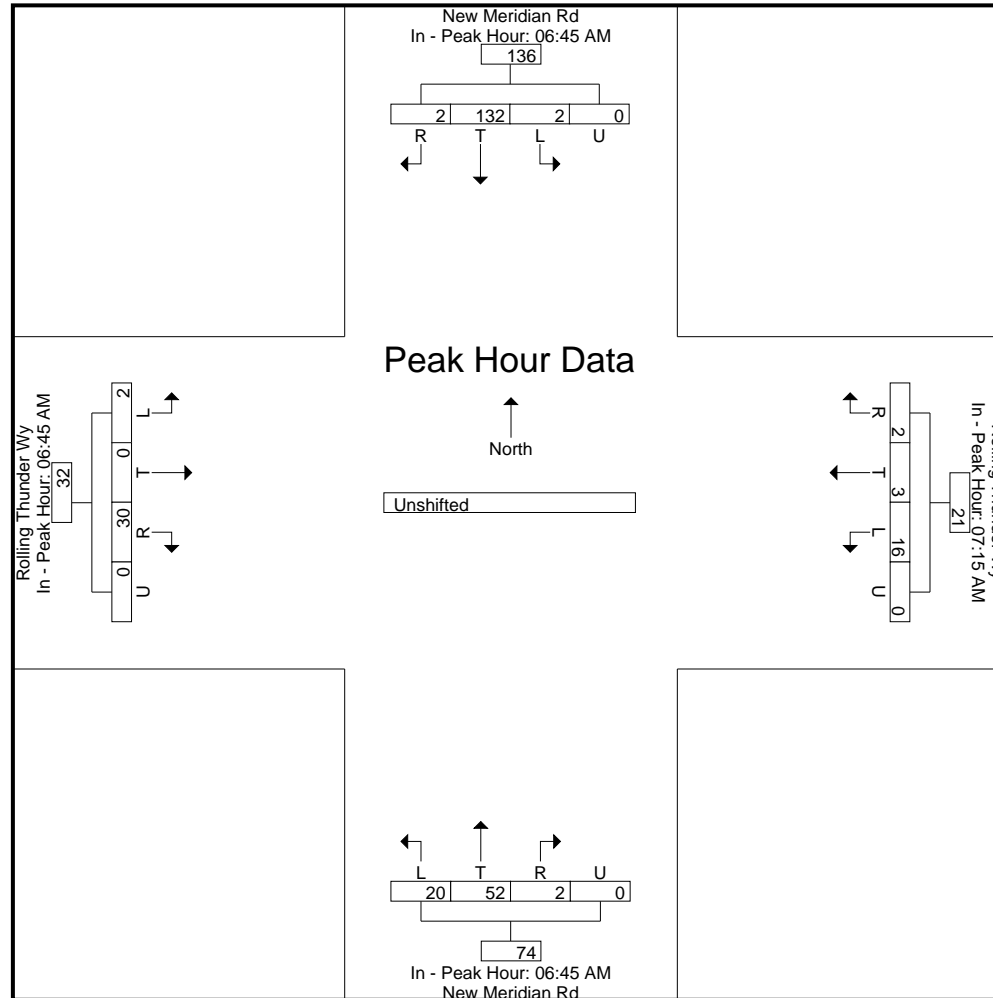 New Meridian Rd
In - Peak Hour: 06:45 AM
136
2 132 2 0
R T L U
Peak Hour Data
North
Unshifted
Rolling Thunder Wy
In - Peak Hour: 06:45 AM
32
2 0 30 0
L T R U
In - Peak Hour: 07:15 AM
21
2 3 16 0
R T L U
L T R U
20 52 2 0
74
In - Peak Hour: 06:45 AM
New Meridian Rd